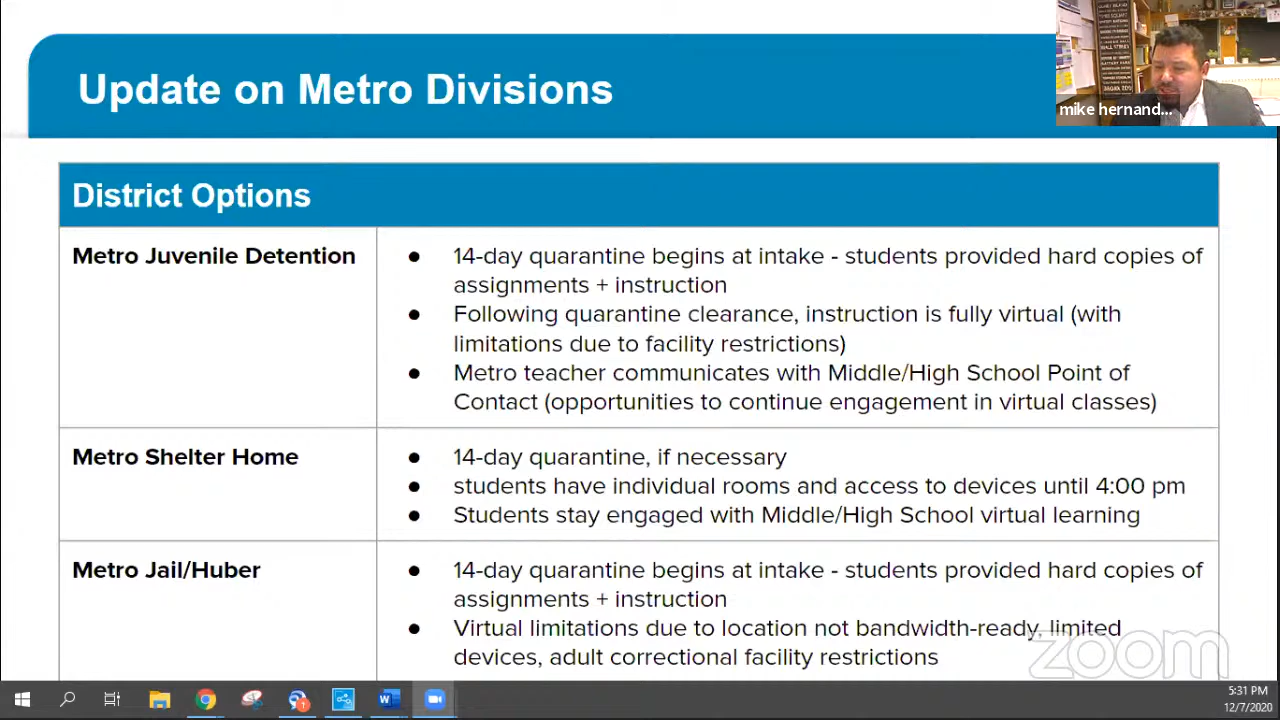 Update on Metro Divisions
mike hernand...
District Options
Metro Juvenile Detention
● 14-day quarantine begins at intake - students provided hard copies of
assignments + instruction
● Following quarantine clearance, instruction is fully virtual (with
limitations due to facility restrictions)
● Metro teacher communicates with Middle/High School Point of
Contact (opportunities to continue engagement in virtual classes)
Metro Shelter Home
● 14-day quarantine, if necessary
● students have individual rooms and access to devices until 4:00 pm
● Students stay engaged with Middle/High School virtual learning
Metro Jail/Huber
● 14-day quarantine begins at intake - students provided hard copies of
assignments + instruction
● Virtual limitations due to location not bandwidth-ready, limited
devices, adult correctional facility restrictions
zoom
5:31 PM
12/7/2020